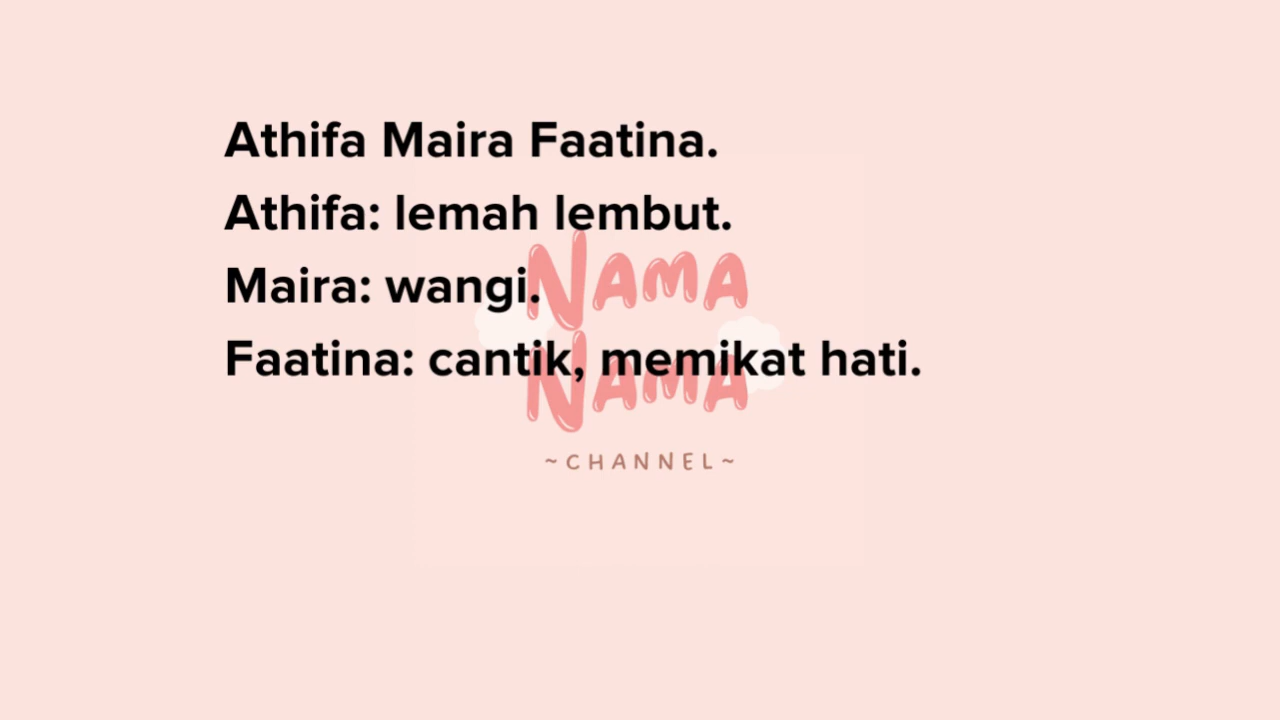 Athifa Maira Faatina.
Athifa: lemah lembut.
Maira: wangi.
Faatina: cantik, memikat hati.
NAMA
NAMA
~CHANNEL~